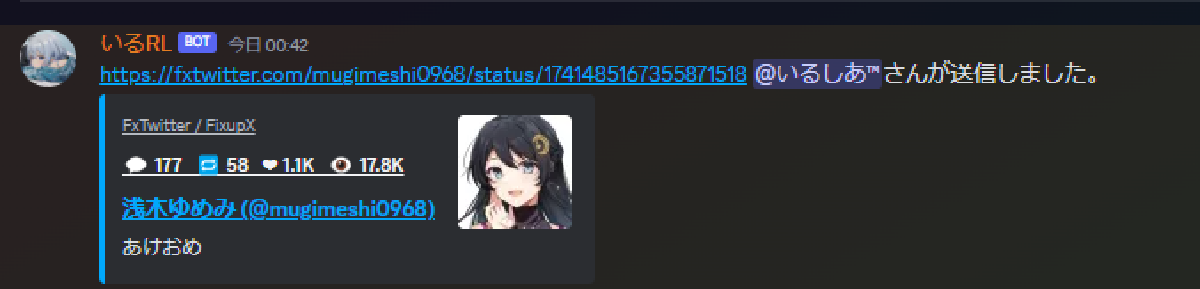 いるRL BOT 今日 00:42
https://fxtwitter.com/mugimeshi0968/status/1741485167355871518 @いるしあ™さんが送信しました。
FxTwitter / FixupX
177 58 1.1K 17.8K
浅木ゆめみ (@mugimeshi0968)
あけおめ